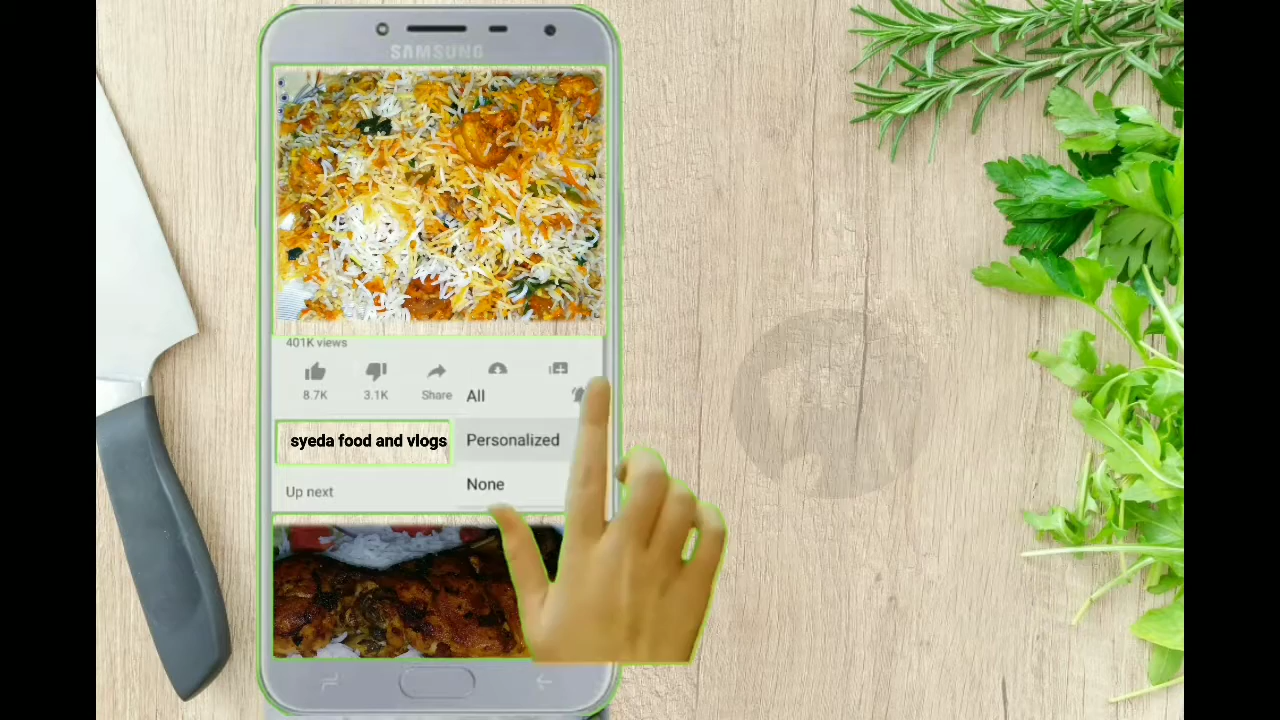 SAMSUNG
401K views
8.7K
3.1K
Share
All
syeda food and vlogs
Personalized
None
Up next